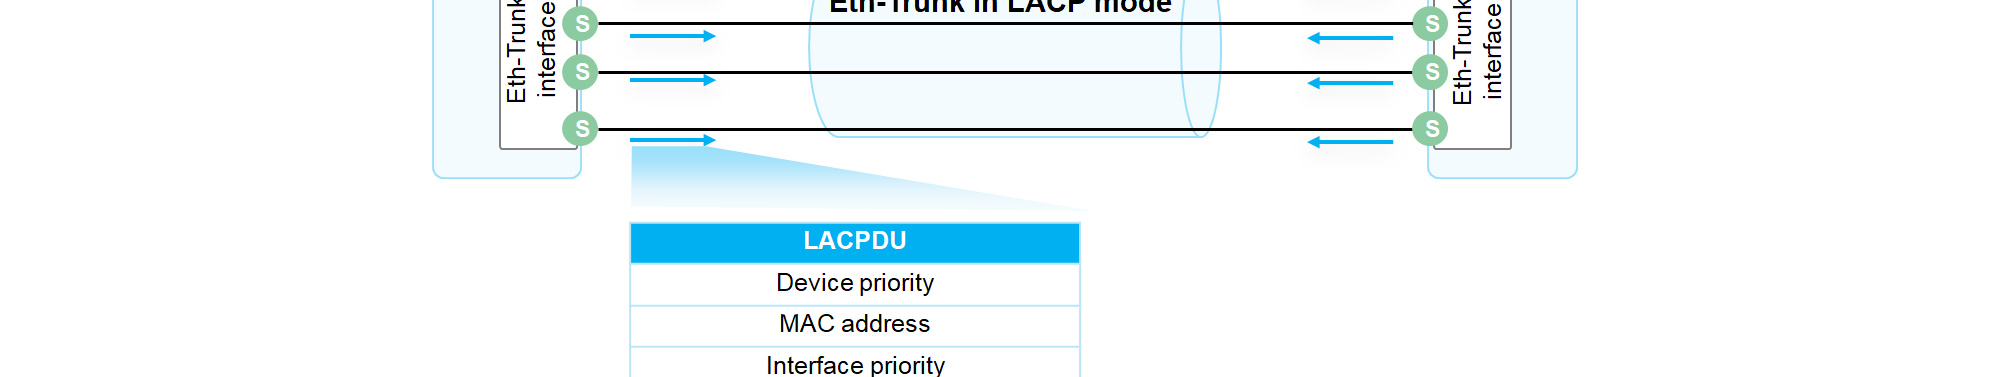 Eth-Trunk in LACP mode
Eth-Trunk
interface
S
S
Eth-Trunk
interface
S
S
S
S
LACPDU
Device priority
MAC address
Interface priority